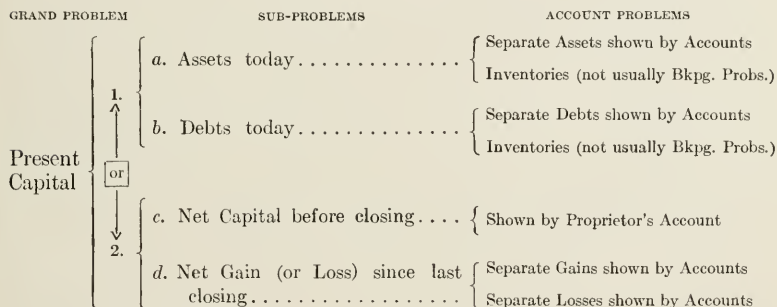 GRAND PROBLEM SUB-PROBLEMS ACCOUNT PROBLEMS
Present Capital
1.
or
2.
a. Assets today..............
Separate Assets shown by Accounts
Inventories (not usually Bkpg. Probs.)
b. Debts today..............
Separate Debts shown by Accounts
Inventories (not usually Bkpg. Probs.)
c. Net Capital before closing....
Shown by Proprietor's Account
d. Net Gain (or Loss) since last
closing..................
Separate Gains shown by Accounts
Separate Losses shown by Accounts